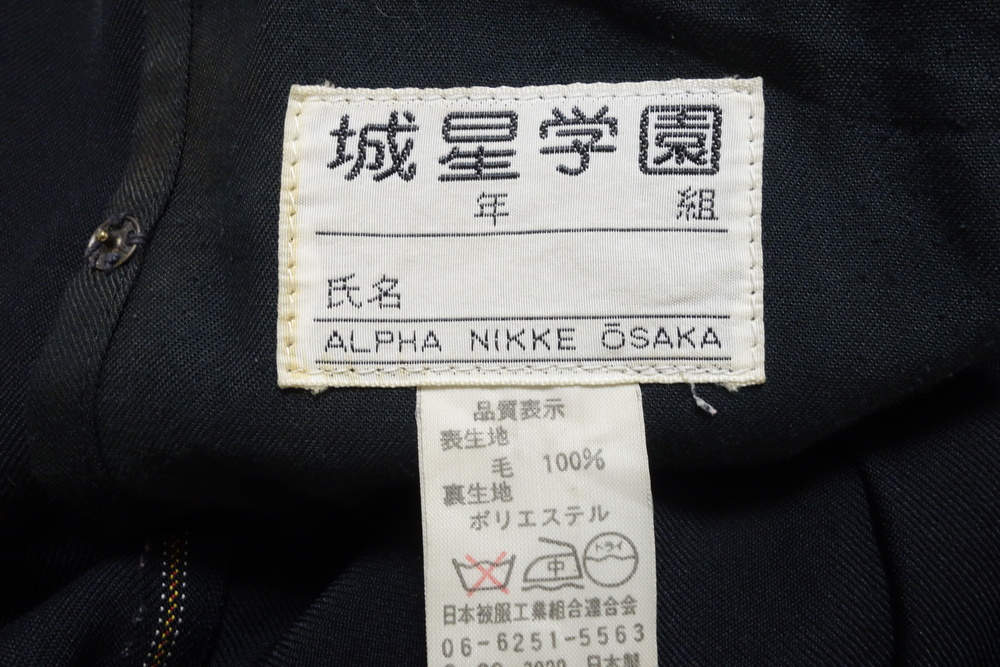 城星学園
年 組
氏名
ALPHA NIKKE ŌSAKA
品質表示
表生地
毛 100%
裏生地
ポリエステル
中 ドライ
日本被服工業組合連合会
06-6251-5563